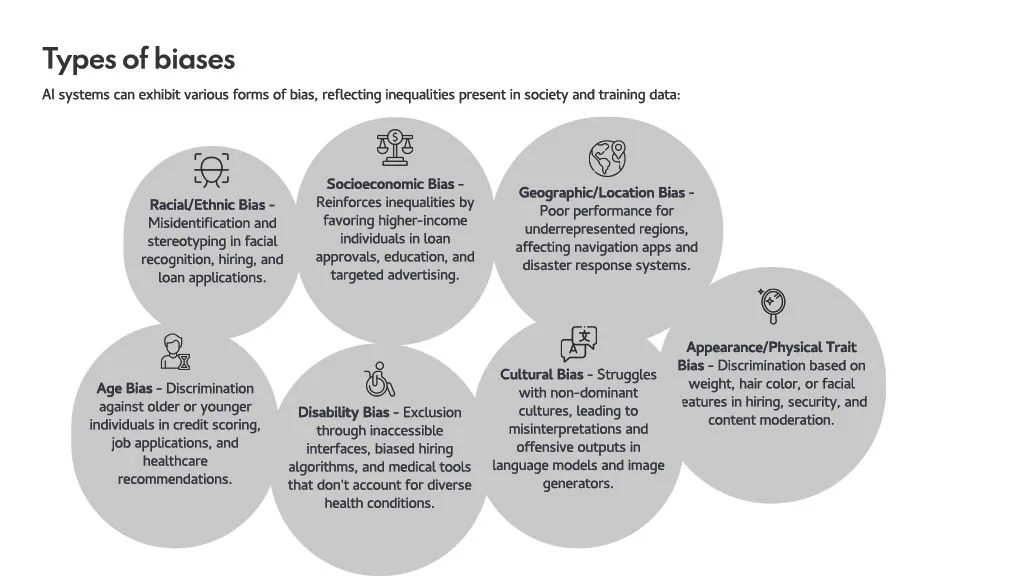 Types of biases
AI systems can exhibit various forms of bias, reflecting inequalities present in society and training data:
Racial/Ethnic Bias -
Misidentification and
stereotyping in facial
recognition, hiring, and
loan applications.
$
Socioeconomic Bias -
Reinforces inequalities by
favoring higher-income
individuals in loan
approvals, education, and
targeted advertising.
Geographic/Location Bias -
Poor performance for
underrepresented regions,
affecting navigation apps and
disaster response systems.
Age Bias - Discrimination
against older or younger
individuals in credit scoring,
job applications, and
healthcare
recommendations.
Disability Bias - Exclusion
through inaccessible
interfaces, biased hiring
algorithms, and medical tools
that don't account for diverse
health conditions.
文
A
Cultural Bias - Struggles
with non-dominant
cultures, leading to
misinterpretations and
offensive outputs in
language models and image
generators.
Appearance/Physical Trait
Bias - Discrimination based on
weight, hair color, or facial
features in hiring, security, and
content moderation.